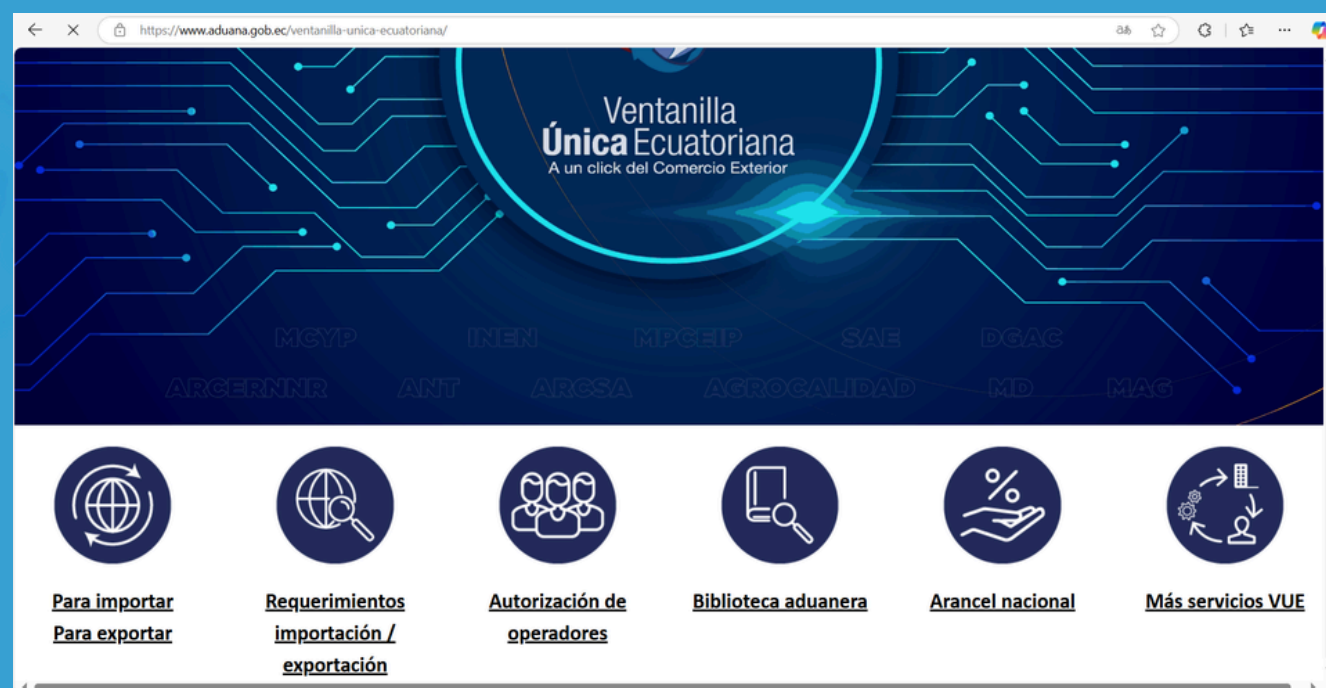 https://www.aduana.gob.ec/ventanilla-unica-ecuatoriana/
Ventanilla
Única Ecuatoriana
A un click del Comercio Exterior
MCYP INEN MPCEIP SAE DGAC
ARCERNNR ANT ARCSA AGROCALIDAD MD MAG
Para importar
Para exportar
Requerimientos
importación /
exportación
Autorización de
operadores
Biblioteca aduanera
Arancel nacional
Más servicios VUE